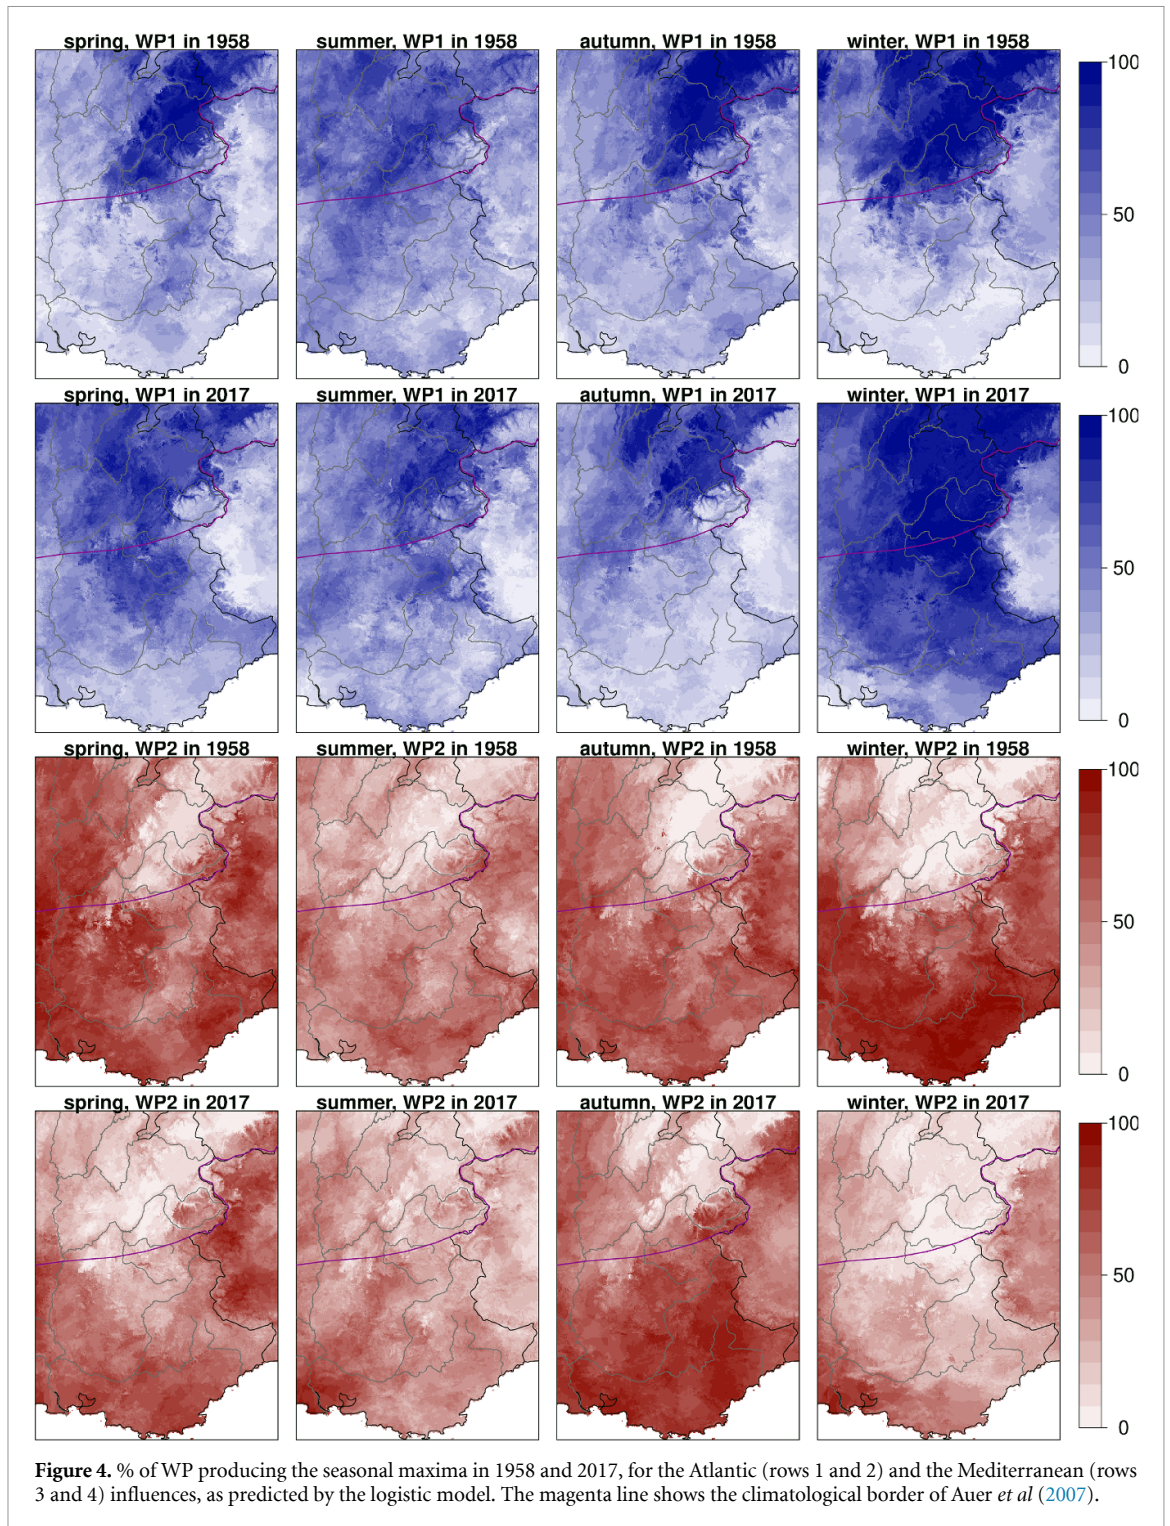 spring, WP1 in 1958 summer, WP1 in 1958 autumn, WP1 in 1958 winter, WP1 in 1958
100
50
0
spring, WP1 in 2017 summer, WP1 in 2017 autumn, WP1 in 2017 winter, WP1 in 2017
100
50
0
spring, WP2 in 1958 summer, WP2 in 1958 autumn, WP2 in 1958 winter, WP2 in 1958
100
50
0
spring, WP2 in 2017 summer, WP2 in 2017 autumn, WP2 in 2017 winter, WP2 in 2017
100
50
0
Figure 4. % of WP producing the seasonal maxima in 1958 and 2017, for the Atlantic (rows 1 and 2) and the Mediterranean (rows
3 and 4) influences, as predicted by the logistic model. The magenta line shows the climatological border of Auer et al (2007).